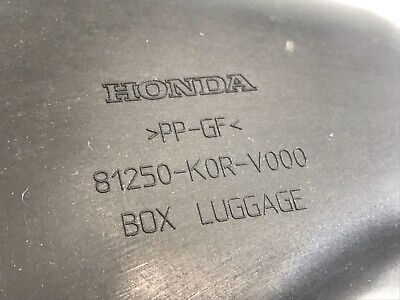 HONDA
>PP-GF<
81250-K0R-V000
BOX LUGGAGE